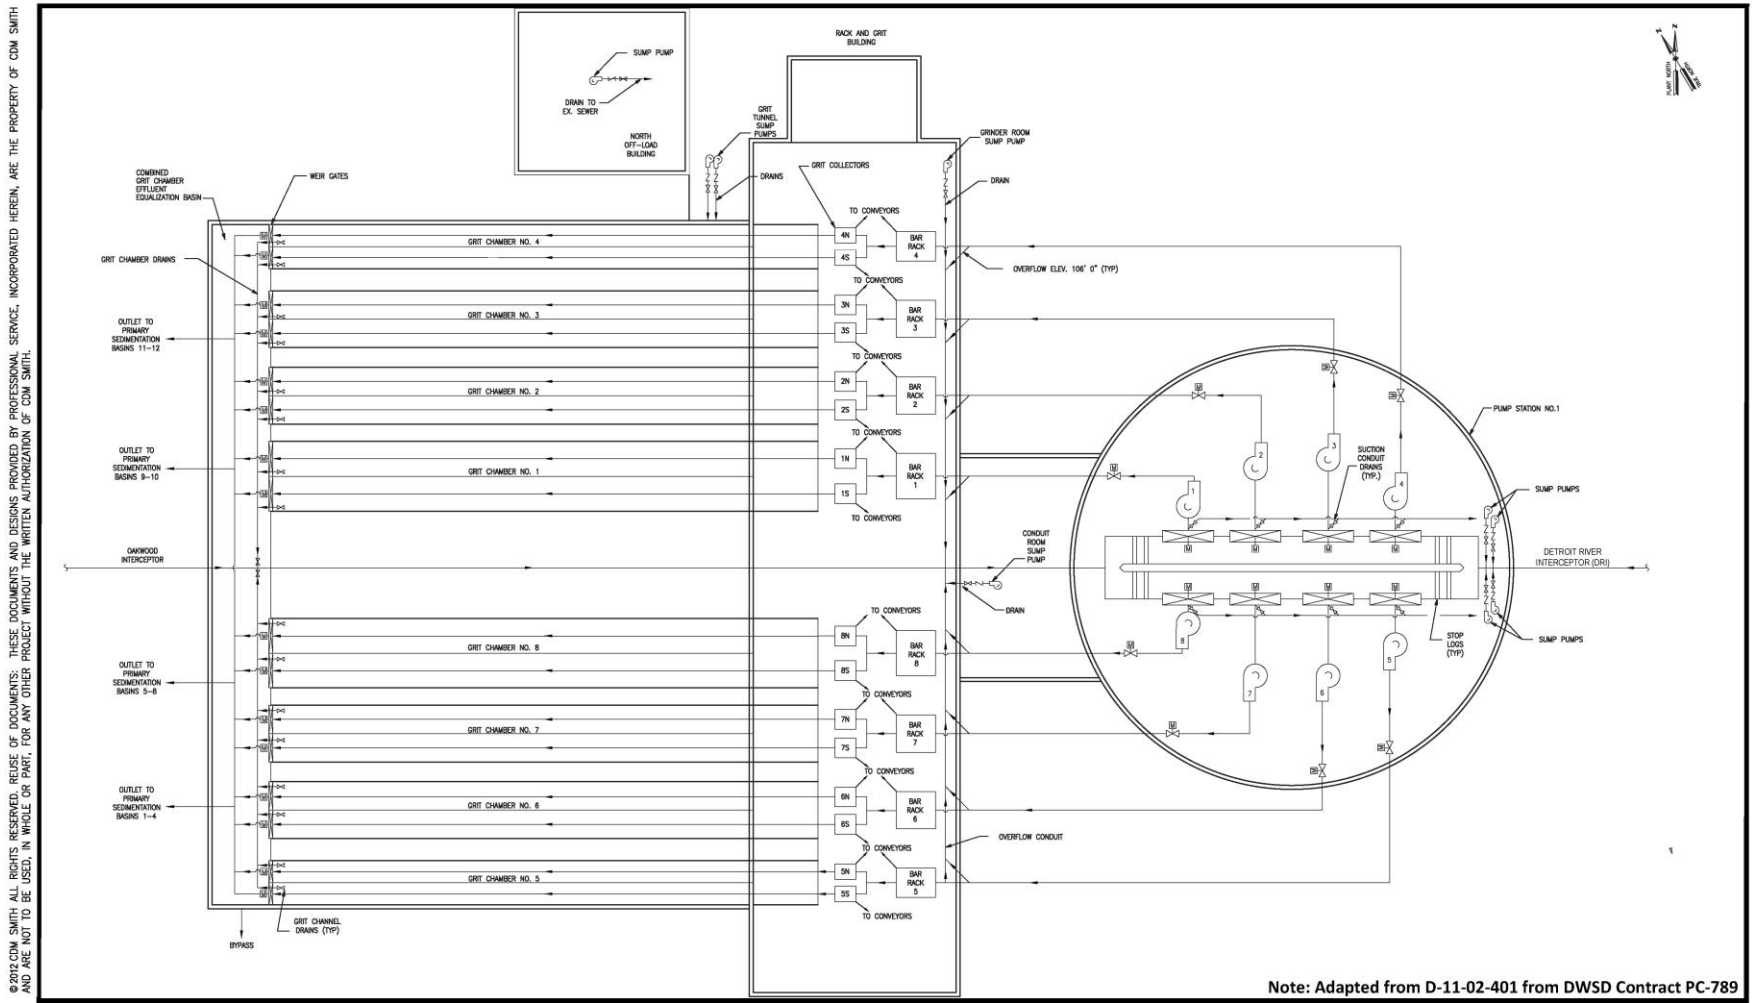 © 2012 CDM SMITH ALL RIGHTS RESERVED. REUSE OF DOCUMENTS: THESE DOCUMENTS AND DESIGNS PROVIDED BY PROFESSIONAL SERVICE, INCORPORATED HEREIN, ARE THE PROPERTY OF CDM SMITH
AND ARE NOT TO BE USED, IN WHOLE OR PART, FOR ANY OTHER PROJECT WITHOUT THE WRITTEN AUTHORIZATION OF CDM SMITH.
SUMP PUMP
DRAIN TO
EX. SEWER
NORTH
OFF-LOAD
BUILDING
RACK AND GRIT
BUILDING
N
N
PLANT NORTH
TRUE NORTH
GRIT
TUNNEL
SUMP
PUMPS
DRAINS
GRINDER ROOM
SUMP PUMP
DRAIN
GRIT COLLECTORS
COMBINED
GRIT CHAMBER
EFFLUENT
EQUALIZATION BASIN
WEIR GATES
GRIT CHAMBER DRAINS
TO CONVEYORS
4N
4S
BAR
RACK
4
GRIT CHAMBER NO. 4
OVERFLOW ELEV. 106' 0" (TYP)
TO CONVEYORS
3N
3S
BAR
RACK
3
GRIT CHAMBER NO. 3
OUTLET TO
PRIMARY
SEDIMENTATION
BASINS 11-12
TO CONVEYORS
2N
2S
BAR
RACK
2
GRIT CHAMBER NO. 2
TO CONVEYORS
1N
1S
BAR
RACK
1
GRIT CHAMBER NO. 1
TO CONVEYORS
OUTLET TO
PRIMARY
SEDIMENTATION
BASINS 9-10
PUMP STATION NO.1
SUCTION
CONDUIT
DRAINS
(TYP.)
1
2
3
4
M
M
M
M
SUMP PUMPS
OAKWOOD
INTERCEPTOR
CONDUIT
ROOM
SUMP
PUMP
DRAIN
DETROIT RIVER
INTERCEPTOR (DRI)
M
M
M
M
8
7
6
5
STOP
LOGS
(TYP)
SUMP PUMPS
TO CONVEYORS
8N
8S
BAR
RACK
8
GRIT CHAMBER NO. 8
OUTLET TO
PRIMARY
SEDIMENTATION
BASINS 5-8
TO CONVEYORS
7N
7S
BAR
RACK
7
GRIT CHAMBER NO. 7
TO CONVEYORS
6N
6S
BAR
RACK
6
GRIT CHAMBER NO. 6
OUTLET TO
PRIMARY
SEDIMENTATION
BASINS 1-4
OVERFLOW CONDUIT
TO CONVEYORS
5N
5S
BAR
RACK
5
GRIT CHAMBER NO. 5
TO CONVEYORS
GRIT CHANNEL
DRAINS (TYP)
BYPASS
Note: Adapted from D-11-02-401 from DWSD Contract PC-789